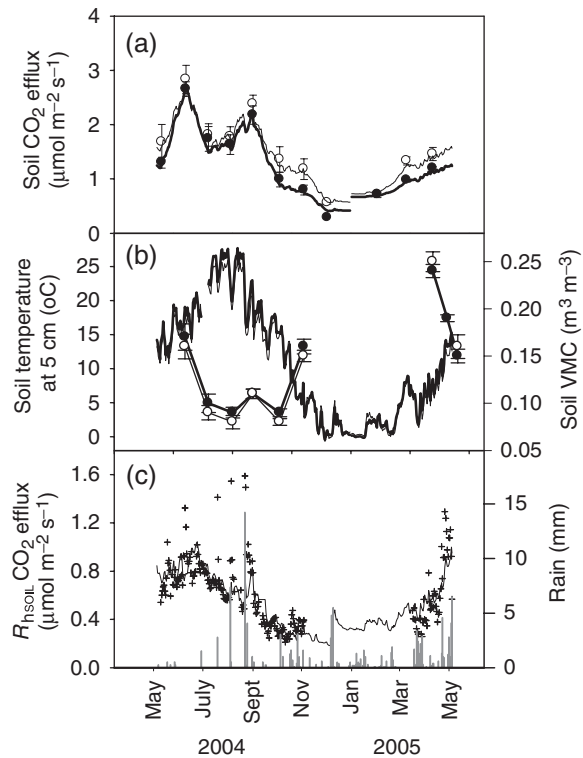 (a)
Soil CO2 efflux
(μmol m−2 s−1)
4
3
2
1
0
(b)
Soil temperature
at 5 cm (oC)
25
20
15
10
5
0
Soil VMC (m3 m−3)
0.25
0.20
0.15
0.10
0.05
(c)
RhSOIL CO2 efflux
(μmol m−2 s−1)
1.6
1.2
0.8
0.4
0.0
Rain (mm)
15
10
5
0
May July Sept Nov Jan Mar May
2004 2005